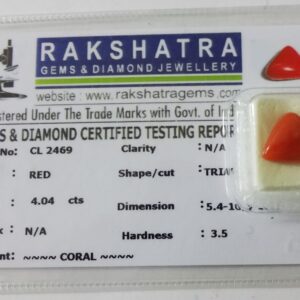 RAKSHATRA
GEMS & DIAMOND JEWELLERY
website : www.rakshatragems.com
stered Under The Trade Marks with Govt. of Ind
S & DIAMOND CERTIFIED TESTING REPOR
No: CL 2469 Clarity : N/A
RED Shape/cut : TRIA
: 4.04 cts Dimension : 5.4-10.
x : N/A Hardness : 3.5
ent: ~~~~ CORAL ~~~~